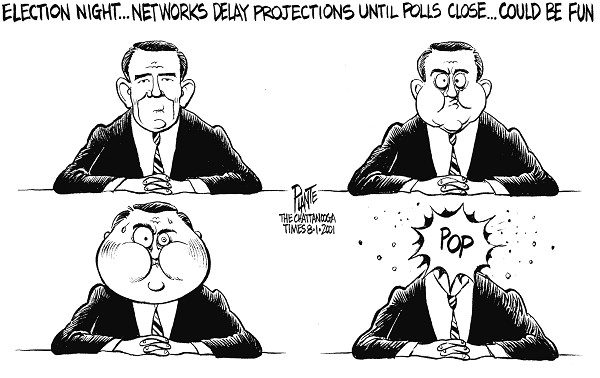 ELECTION NIGHT...NETWORKS DELAY PROJECTIONS UNTIL POLLS CLOSE...COULD BE FUN
PLANTE
THE CHATTANOOGA
TIMES 8-1-2001
POP